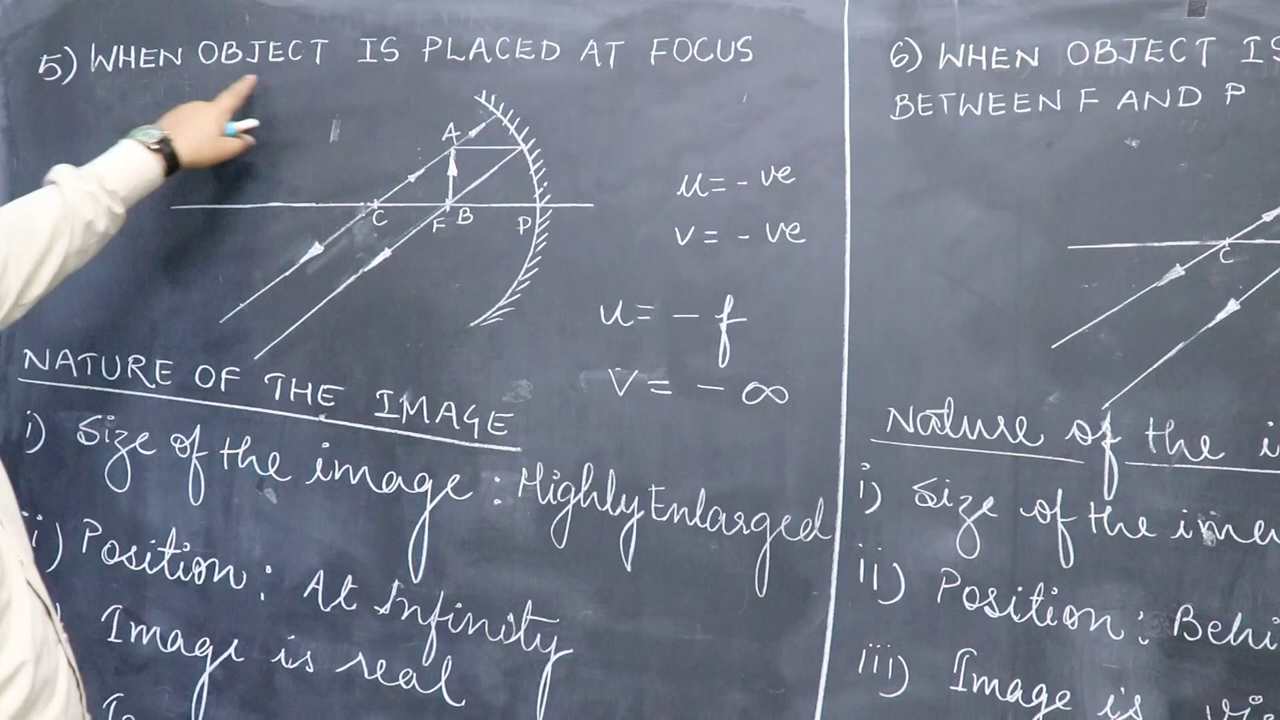 5) WHEN OBJECT IS PLACED AT FOCUS
A
C
F B
P
u = - ve
v = - ve
u = - f
v = - ∞
NATURE OF THE IMAGE
i) Size of the image : Highly Enlarged
ii) Position : At Infinity
Image is real
6) WHEN OBJECT IS
BETWEEN F AND P
C
Nature of the i
i) Size of the
ii) Position : Behi
iii) Image is